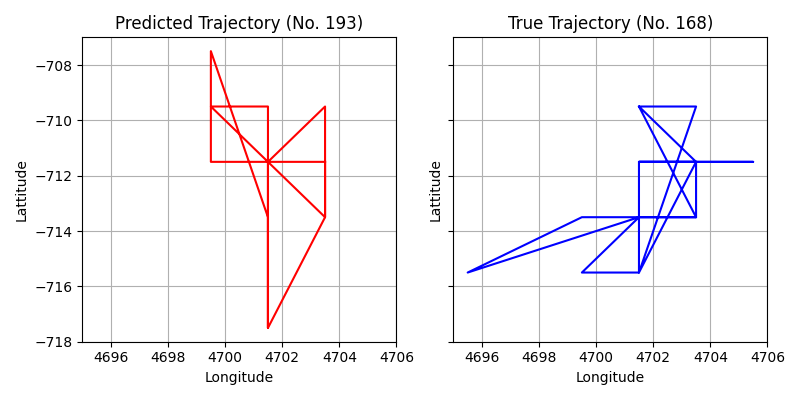 Predicted Trajectory (No. 193)
True Trajectory (No. 168)
−708
−710
−712
−714
−716
−718
Lattitude
Lattitude
4696 4698 4700 4702 4704 4706
4696 4698 4700 4702 4704 4706
Longitude
Longitude